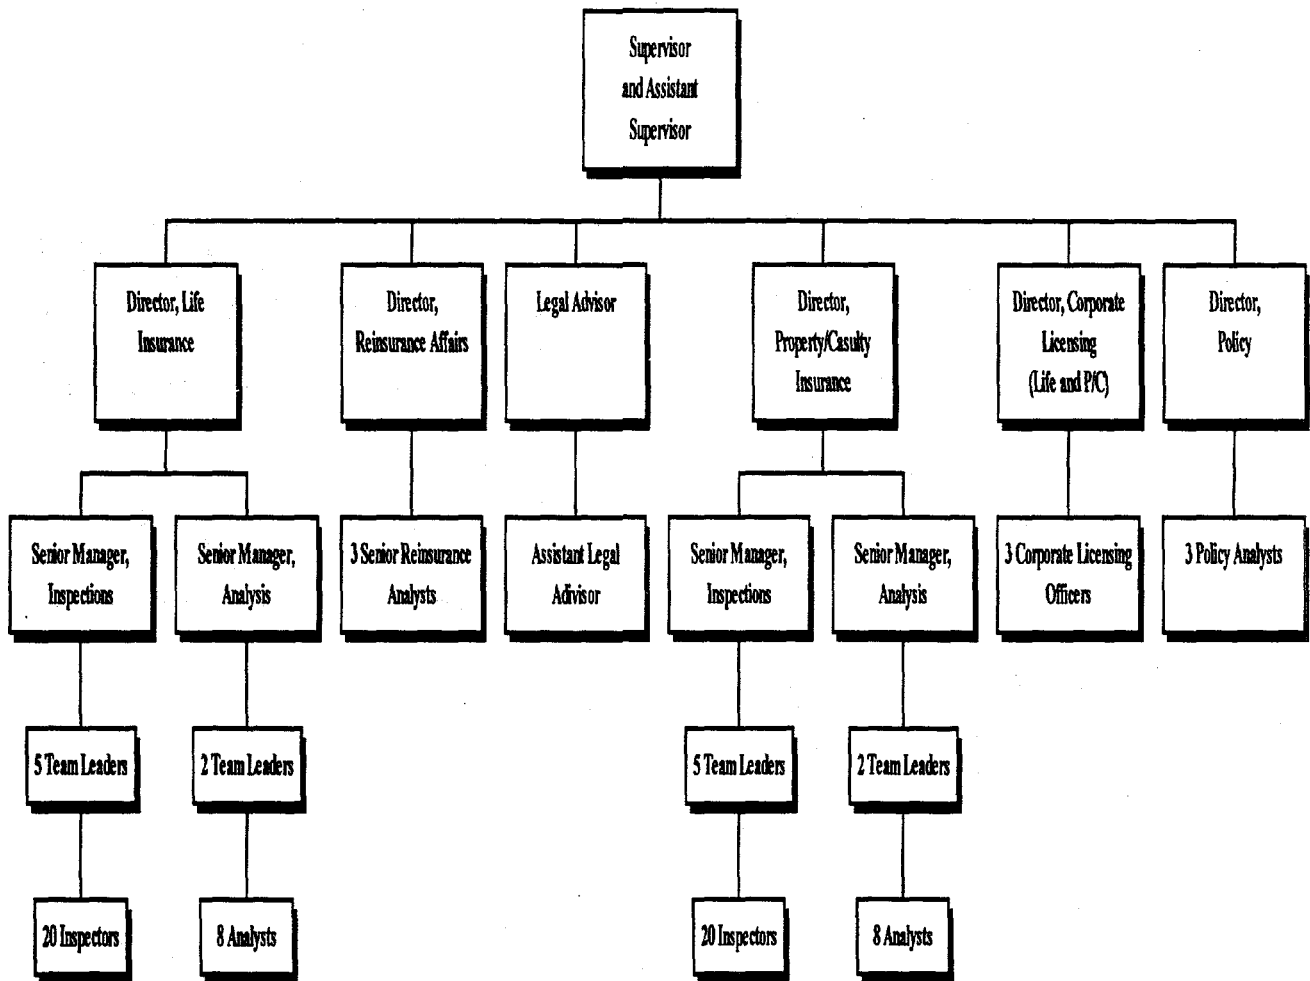 Supervisor
and Assistant
Supervisor
Director, Life
Insurance
Director,
Reinsurance Affairs
Legal Advisor
Director,
Property/Casulty
Insurance
Director, Corporate
Licensing
(Life and P/C)
Director,
Policy
Senior Manager,
Inspections
Senior Manager,
Analysis
3 Senior Reinsurance
Analysts
Assistant Legal
Adivisor
Senior Manager,
Inspections
Senior Manager,
Analysis
3 Corporate Licensing
Officers
3 Policy Analysts
5 Team Leaders
2 Team Leaders
5 Team Leaders
2 Team Leaders
20 Inspectors
8 Analysts
20 Inspectors
8 Analysts